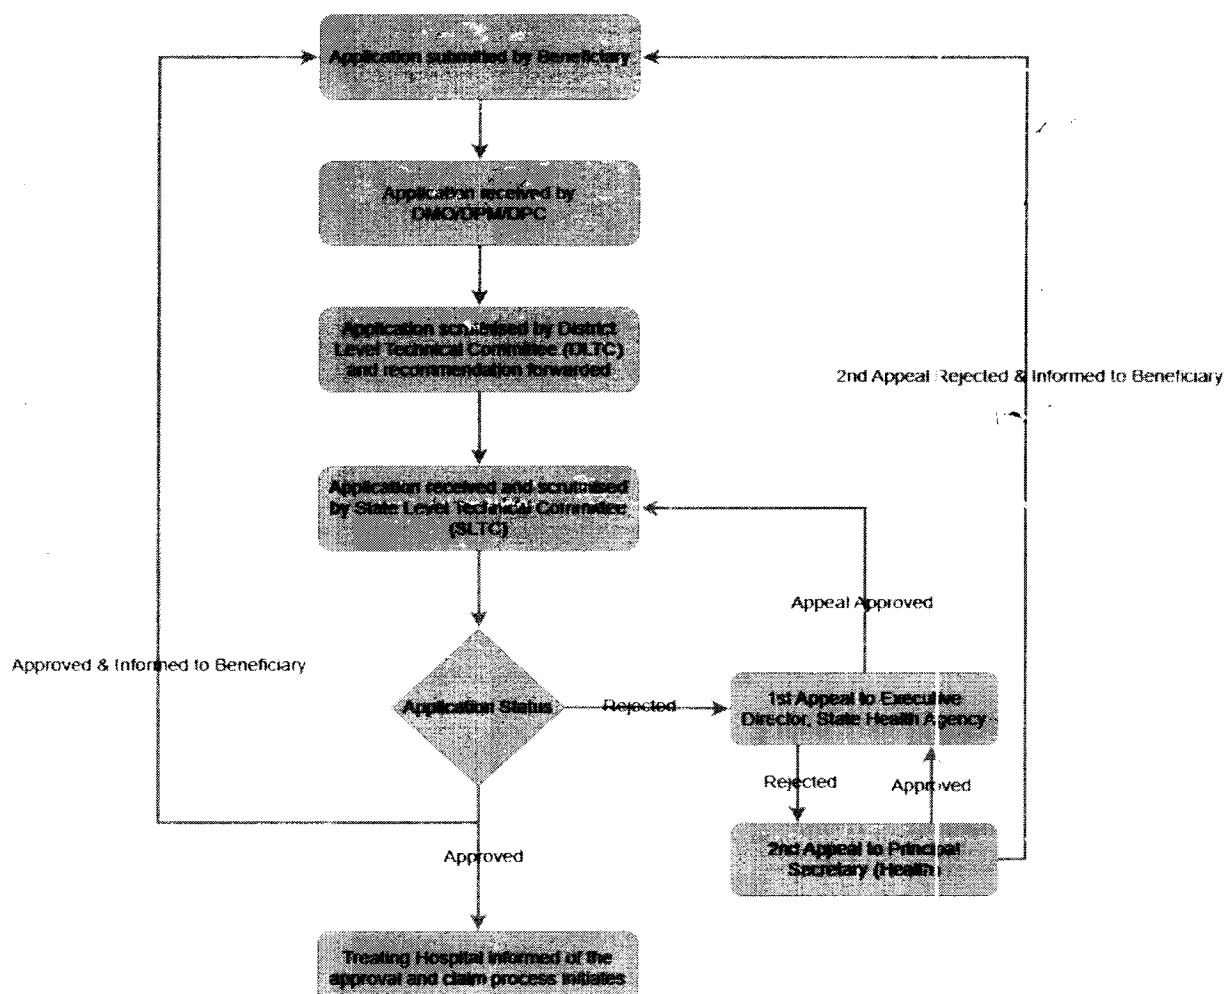 Application submitted by Beneficiary
Application received by
DMO/DPM/DPC
Application scrutinised by District
Level Technical Committee (DLTC)
and recommendation forwarded
2nd Appeal Rejected & Informed to Beneficiary
Application received and scrutinised
by State Level Technical Committee
(SLTC)
Appeal Approved
Approved & Informed to Beneficiary
Application Status
Rejected
1st Appeal to Executive
Director, State Health Agency
Rejected
Approved
2nd Appeal to Principal
Secretary (Health)
Approved
Treating Hospital informed of the
approval and claim process initiates